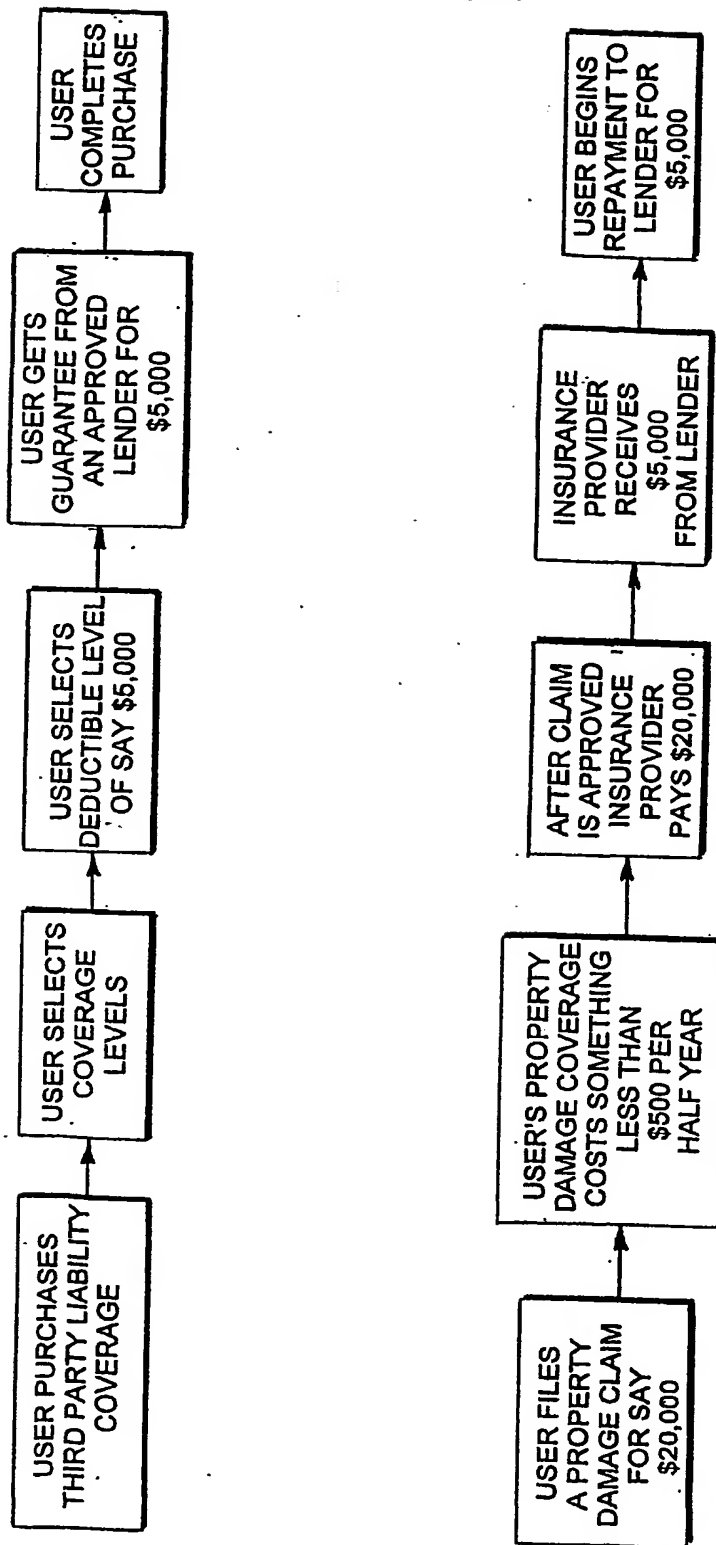 USER PURCHASES
THIRD PARTY LIABILITY
COVERAGE
USER SELECTS
COVERAGE
LEVELS
USER SELECTS
DEDUCTIBLE LEVEL
OF SAY $5,000
USER GETS
GUARANTEE FROM
AN APPROVED
LENDER FOR
$5,000
USER
COMPLETES
PURCHASE
USER FILES
A PROPERTY
DAMAGE CLAIM
FOR SAY
$20,000
USER'S PROPERTY
DAMAGE COVERAGE
COSTS SOMETHING
LESS THAN
$500 PER
HALF YEAR
AFTER CLAIM
IS APPROVED
INSURANCE
PROVIDER
PAYS $20,000
INSURANCE
PROVIDER
RECEIVES
$5,000
FROM LENDER
USER BEGINS
REPAYMENT TO
LENDER FOR
$5,000